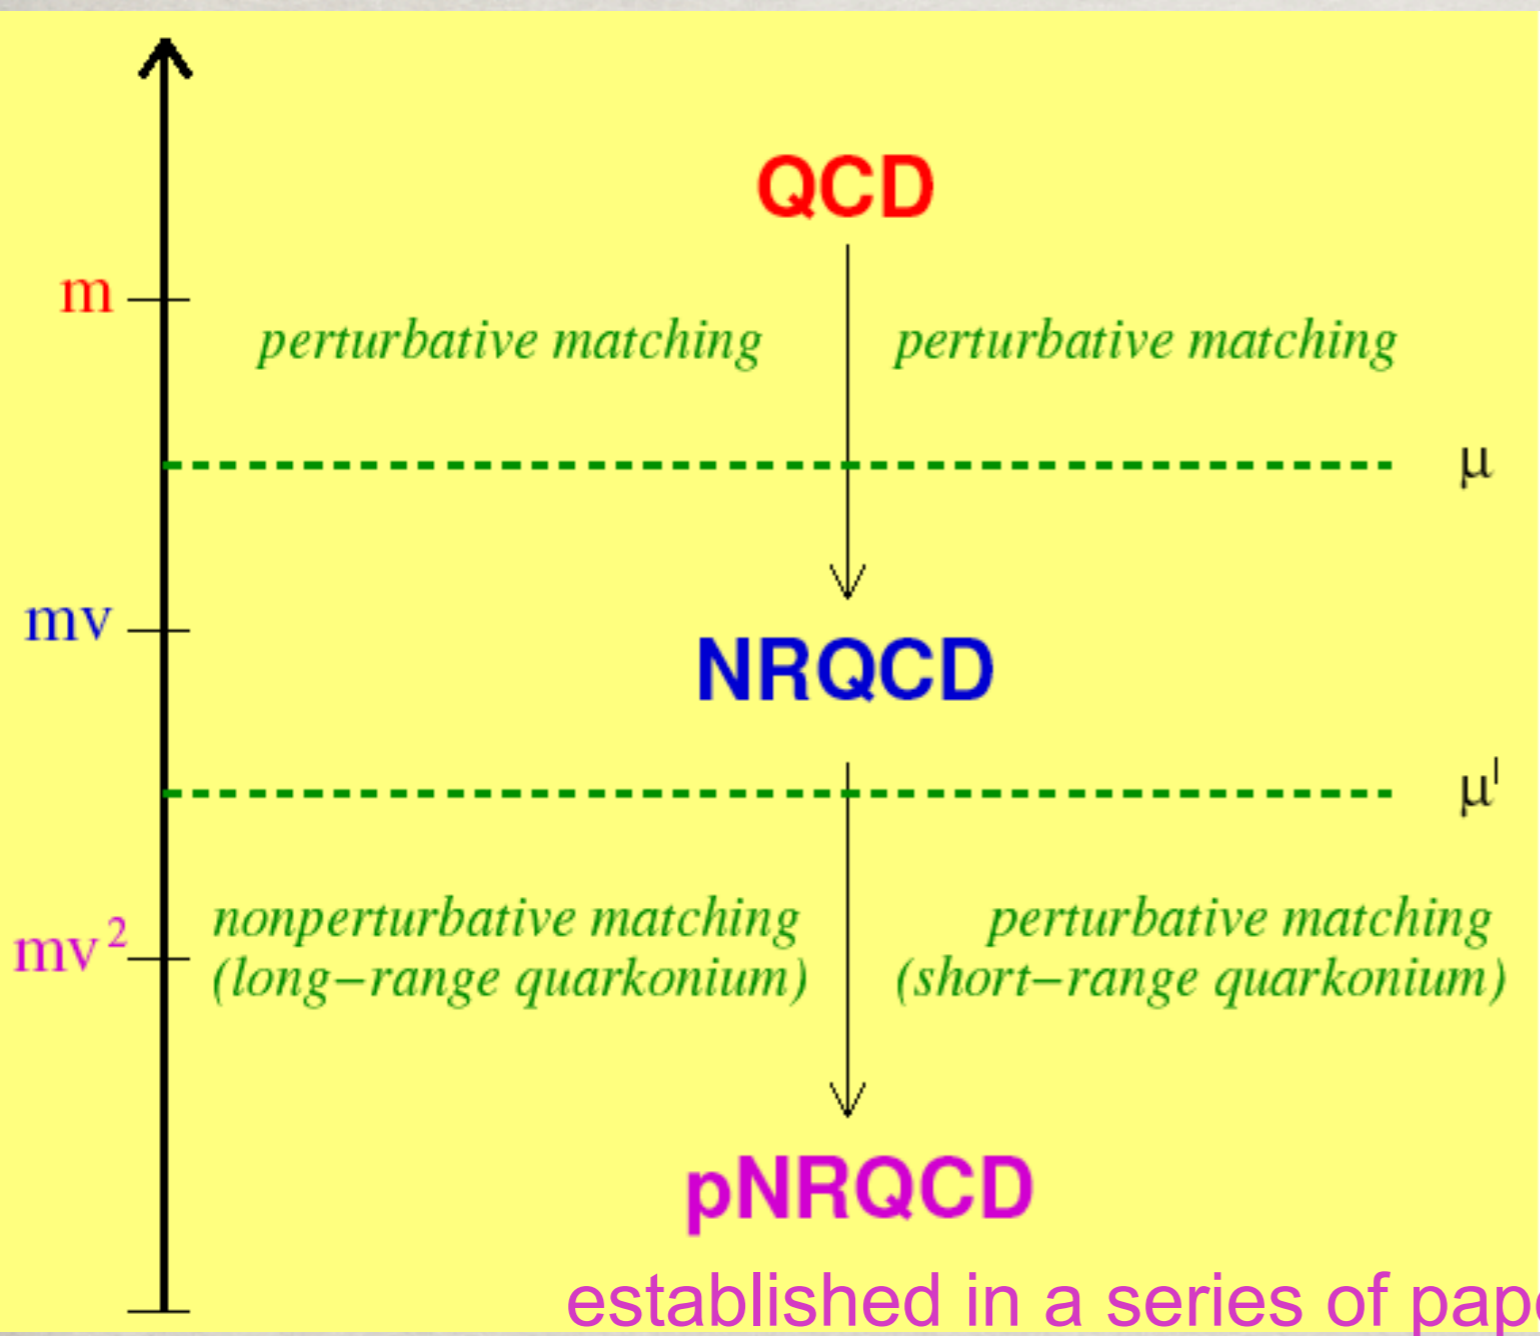 QCD
m
perturbative matching perturbative matching
μ
mv
NRQCD
μ'
mv²
nonperturbative matching
(long−range quarkonium)
perturbative matching
(short−range quarkonium)
pNRQCD
established in a series of